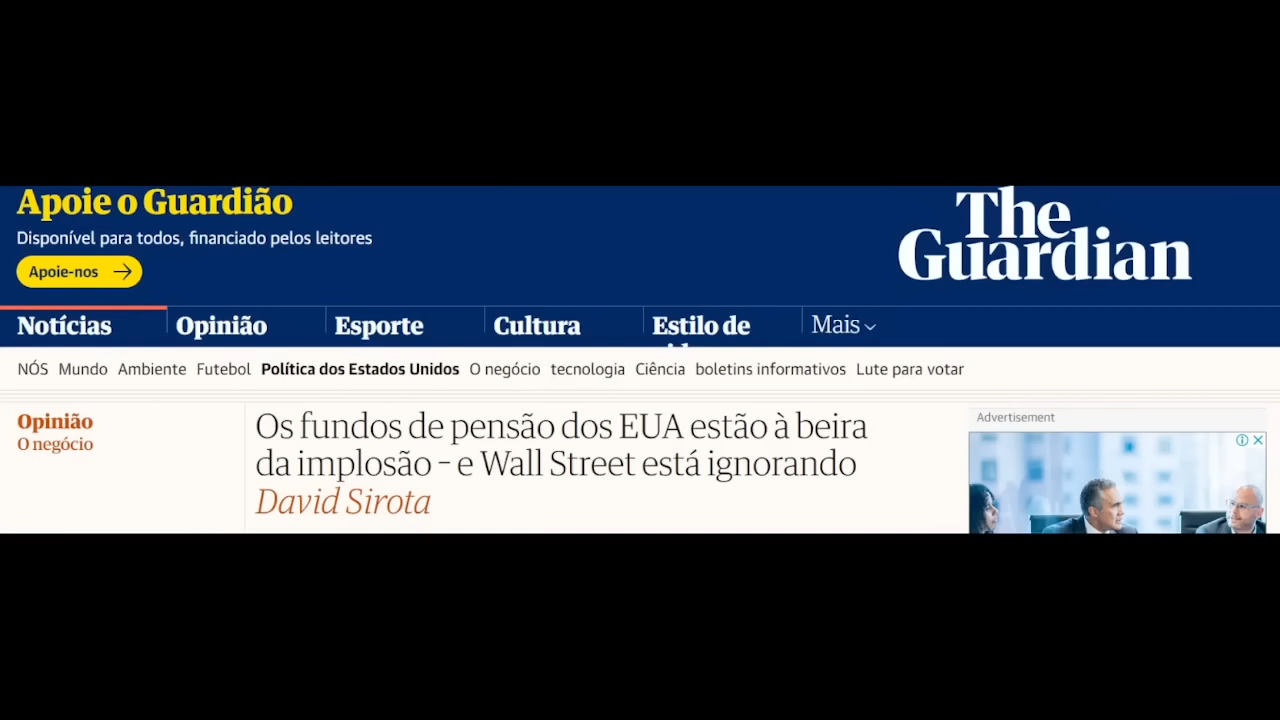 Apoie o Guardião
Disponível para todos, financiado pelos leitores
Apoie-nos
The
Guardian
Notícias Opinião Esporte Cultura Estilo de Mais
NÓS Mundo Ambiente Futebol Política dos Estados Unidos O negócio tecnologia Ciência boletins informativos Lute para votar
Opinião
O negócio
Os fundos de pensão dos EUA estão à beira
da implosão – e Wall Street está ignorando
David Sirota
Advertisement